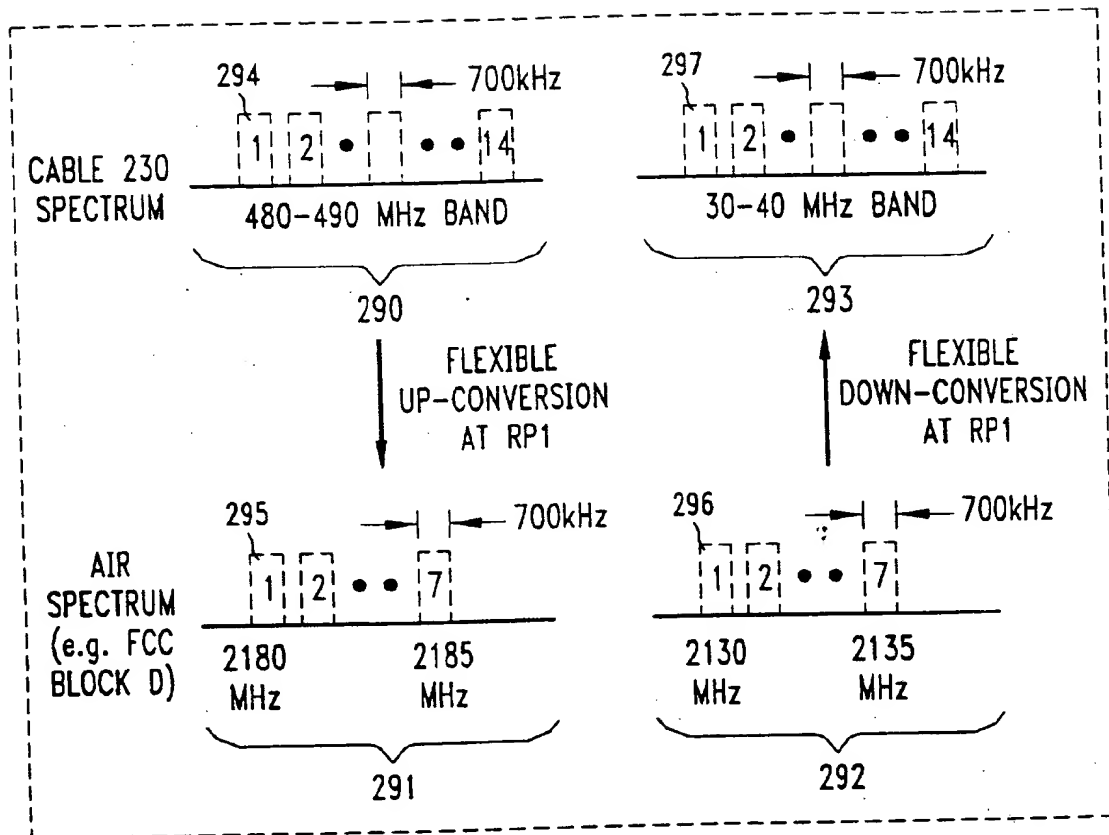 294
700kHz
297
700kHz
1 2 14
1 2 14
CABLE 230
SPECTRUM
480-490 MHz BAND
30-40 MHz BAND
290
293
FLEXIBLE
UP-CONVERSION
AT RP1
FLEXIBLE
DOWN-CONVERSION
AT RP1
295
700kHz
296
700kHz
1 2 7
1 2 7
AIR
SPECTRUM
(e.g. FCC
BLOCK D)
2180
MHz
2185
MHz
2130
MHz
2135
MHz
291
292